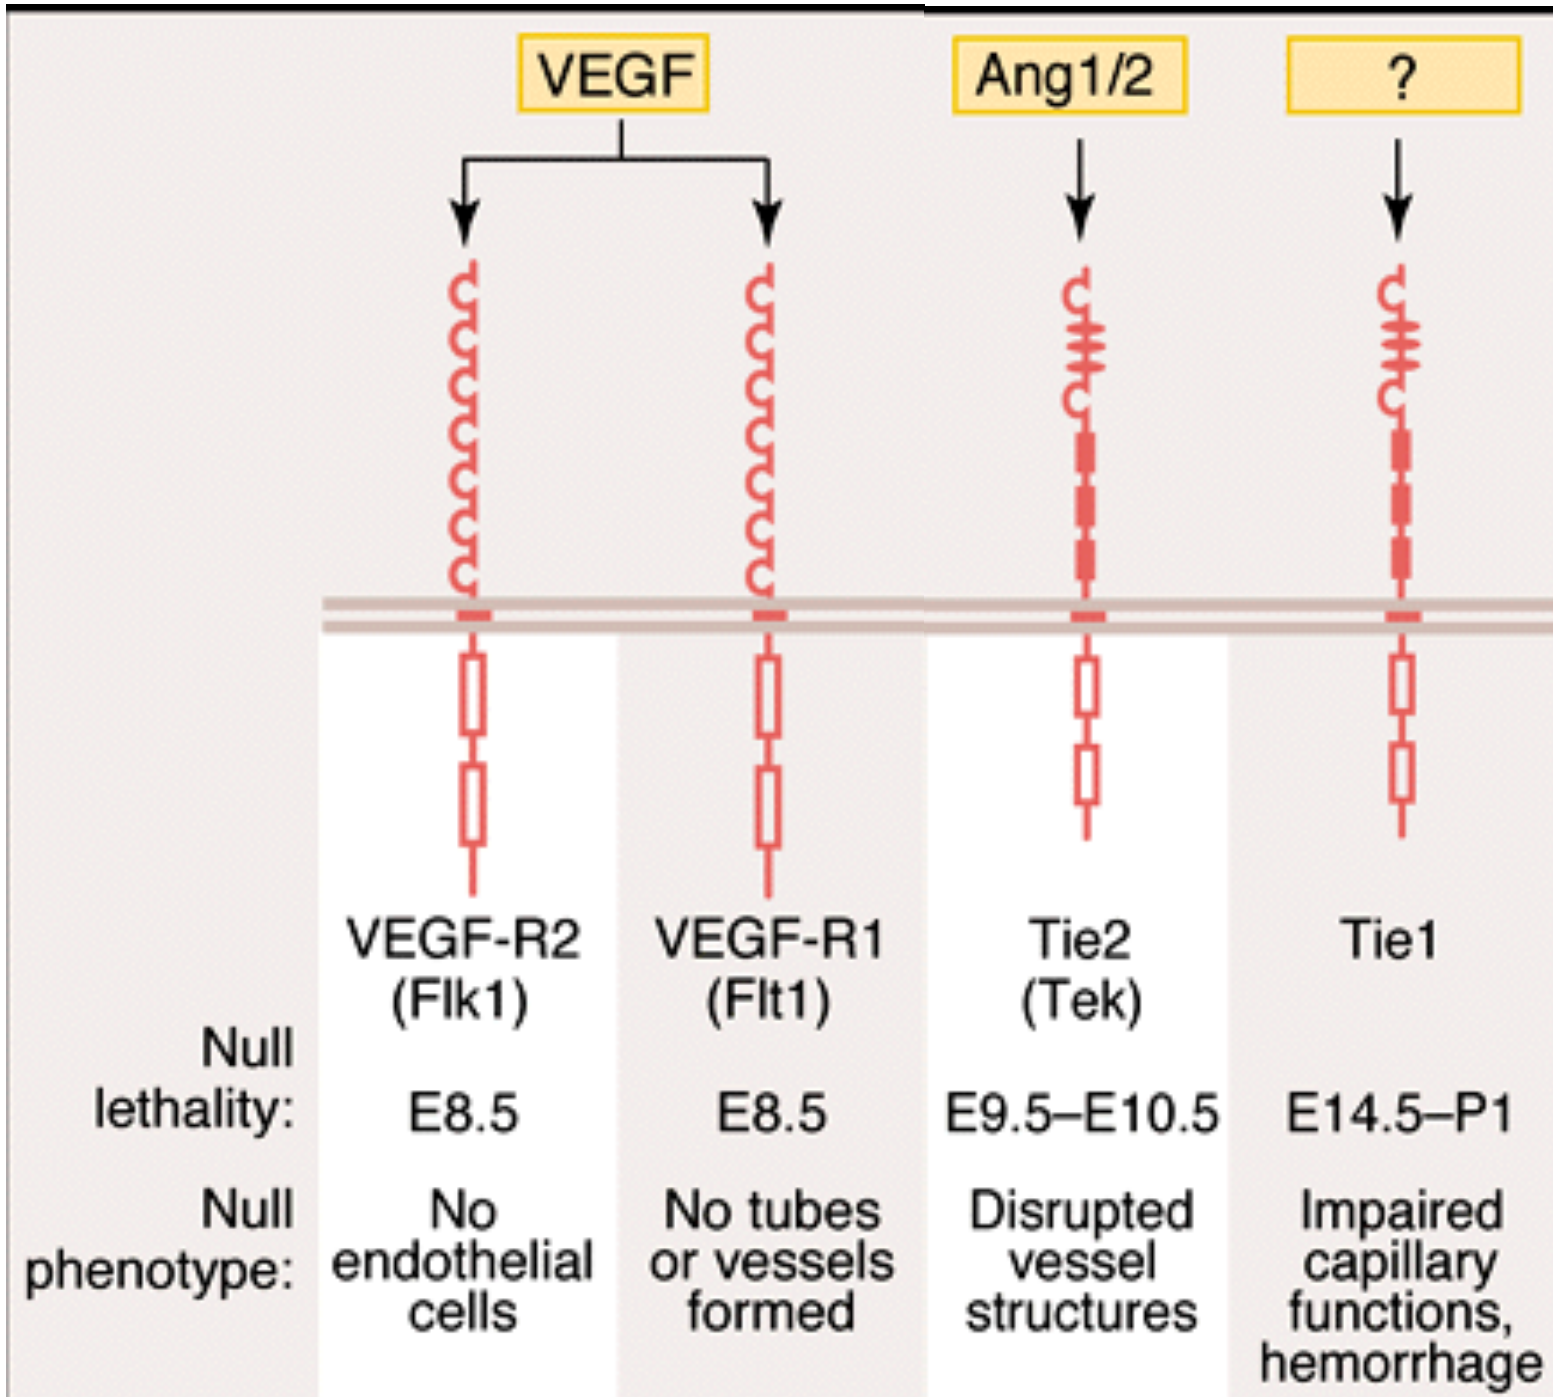 VEGF
Ang1/2
?
VEGF-R2
(Flk1)
VEGF-R1
(Flt1)
Tie2
(Tek)
Tie1
Null
lethality:
E8.5
E8.5
E9.5–E10.5
E14.5–P1
Null
phenotype:
No
endothelial
cells
No tubes
or vessels
formed
Disrupted
vessel
structures
Impaired
capillary
functions,
hemorrhage